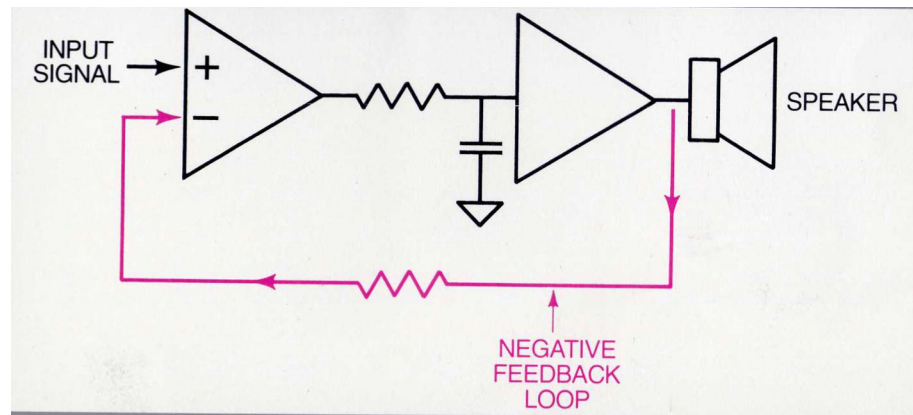 INPUT
SIGNAL
+
−
SPEAKER
NEGATIVE
FEEDBACK
LOOP